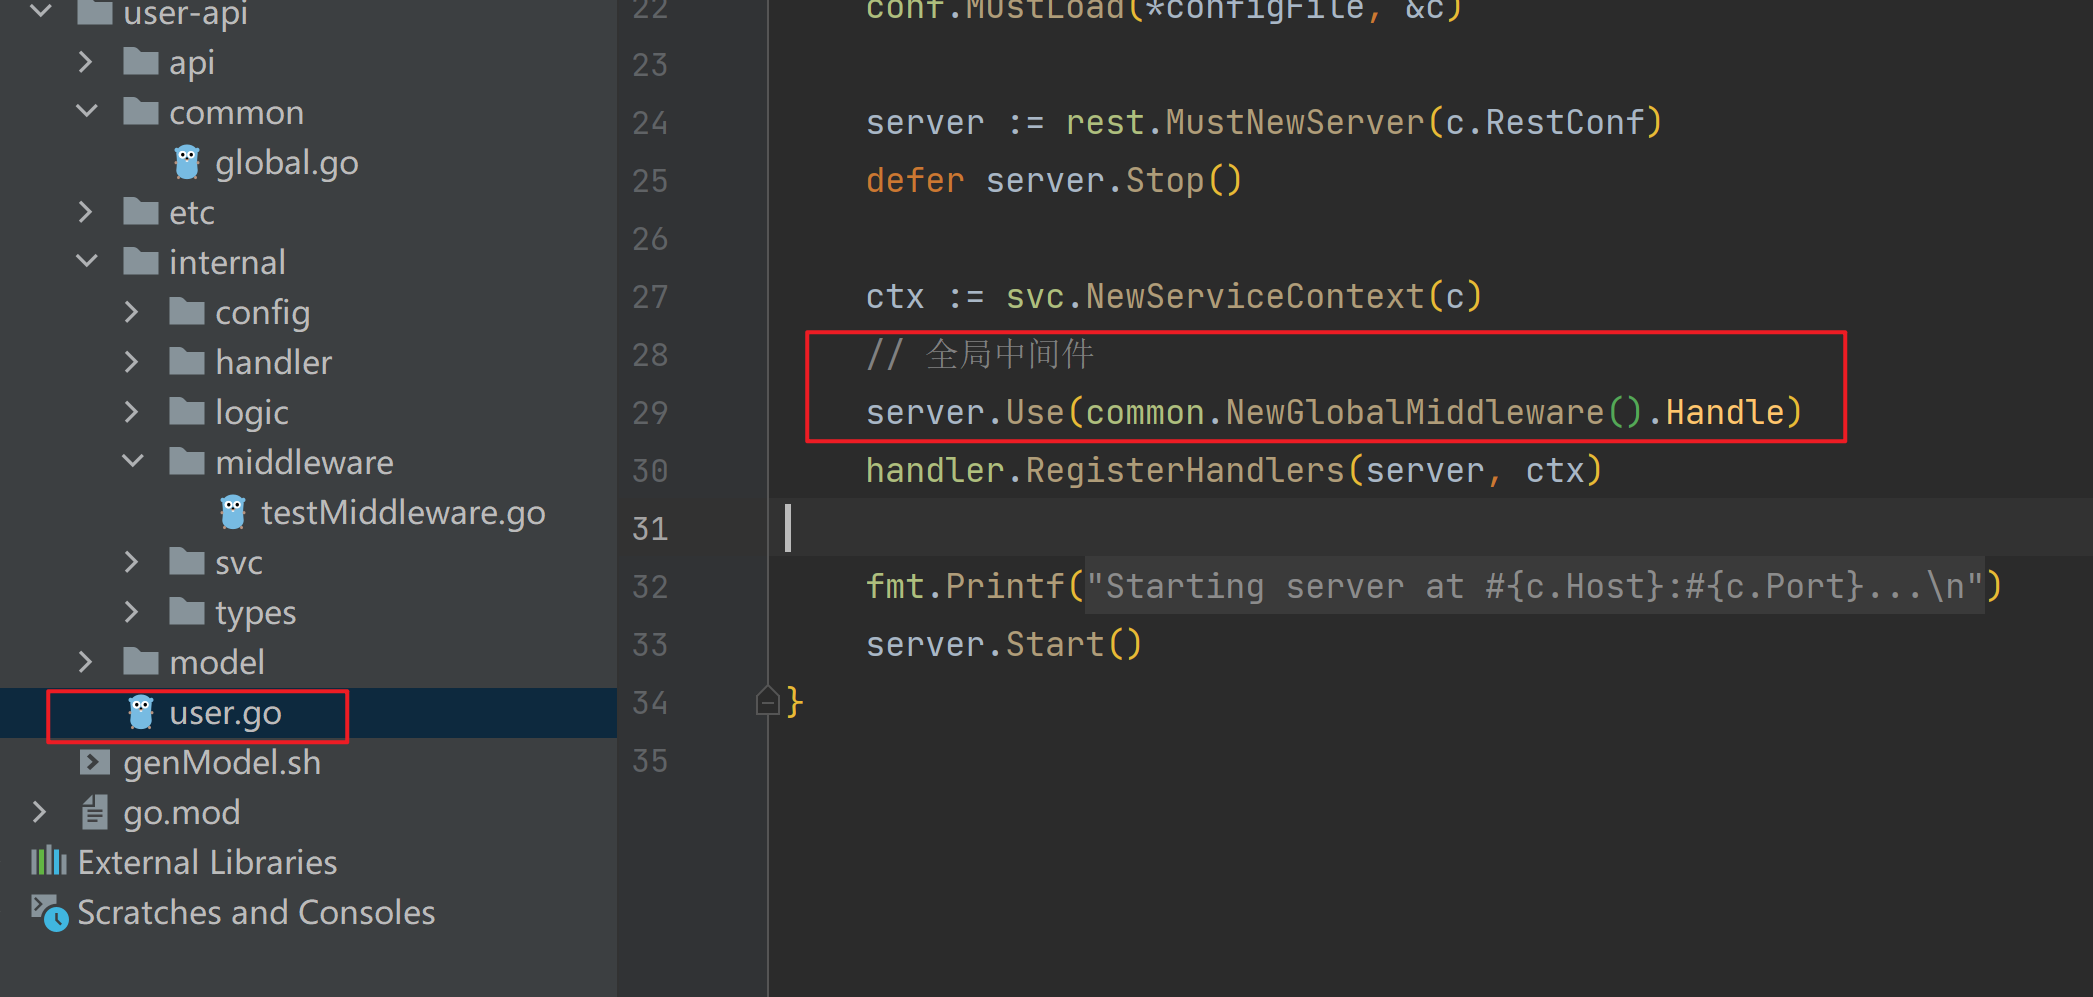 user-api
api
common
global.go
etc
internal
config
handler
logic
middleware
testMiddleware.go
svc
types
model
user.go
genModel.sh
go.mod
External Libraries
Scratches and Consoles
22 conf.MustLoad(*configFile, &c)
23
24 server := rest.MustNewServer(c.RestConf)
25 defer server.Stop()
26
27 ctx := svc.NewServiceContext(c)
28 // 全局中间件
29 server.Use(common.NewGlobalMiddleware().Handle)
30 handler.RegisterHandlers(server, ctx)
31
32 fmt.Printf("Starting server at #{c.Host}:#{c.Port}...\n")
33 server.Start()
34 }
35